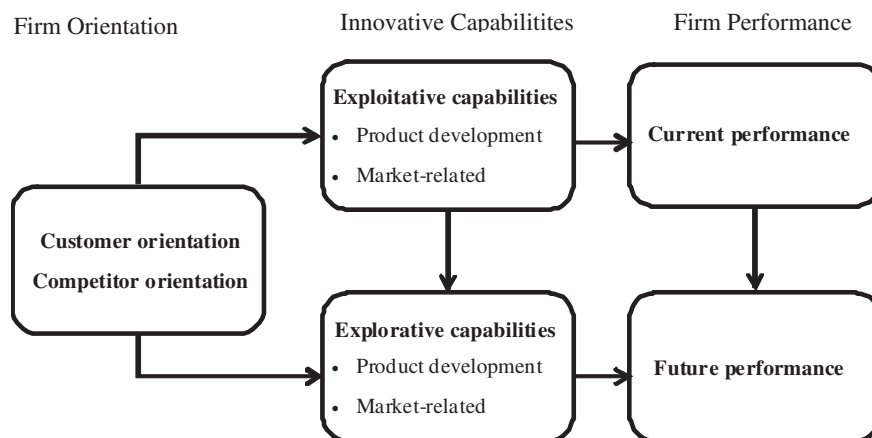 Firm Orientation
Innovative Capabilitites
Firm Performance
Exploitative capabilities
• Product development
• Market-related
Current performance
Customer orientation
Competitor orientation
Explorative capabilities
• Product development
• Market-related
Future performance